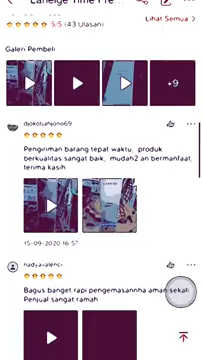 Laneige Time Fre...
5/5 (43 Ulasan)
Lihat Semua >
Galeri Pembeli
+9
djokotjahjono69
Pengiriman barang tepat waktu, produk
berkualitas sangat baik, mudah2 an bermanfaat,
terima kasih
15-09-2020 16:57
nadyavalenci
Bagus banget rapi pengemasannha aman sekali
Penjual sangat ramah